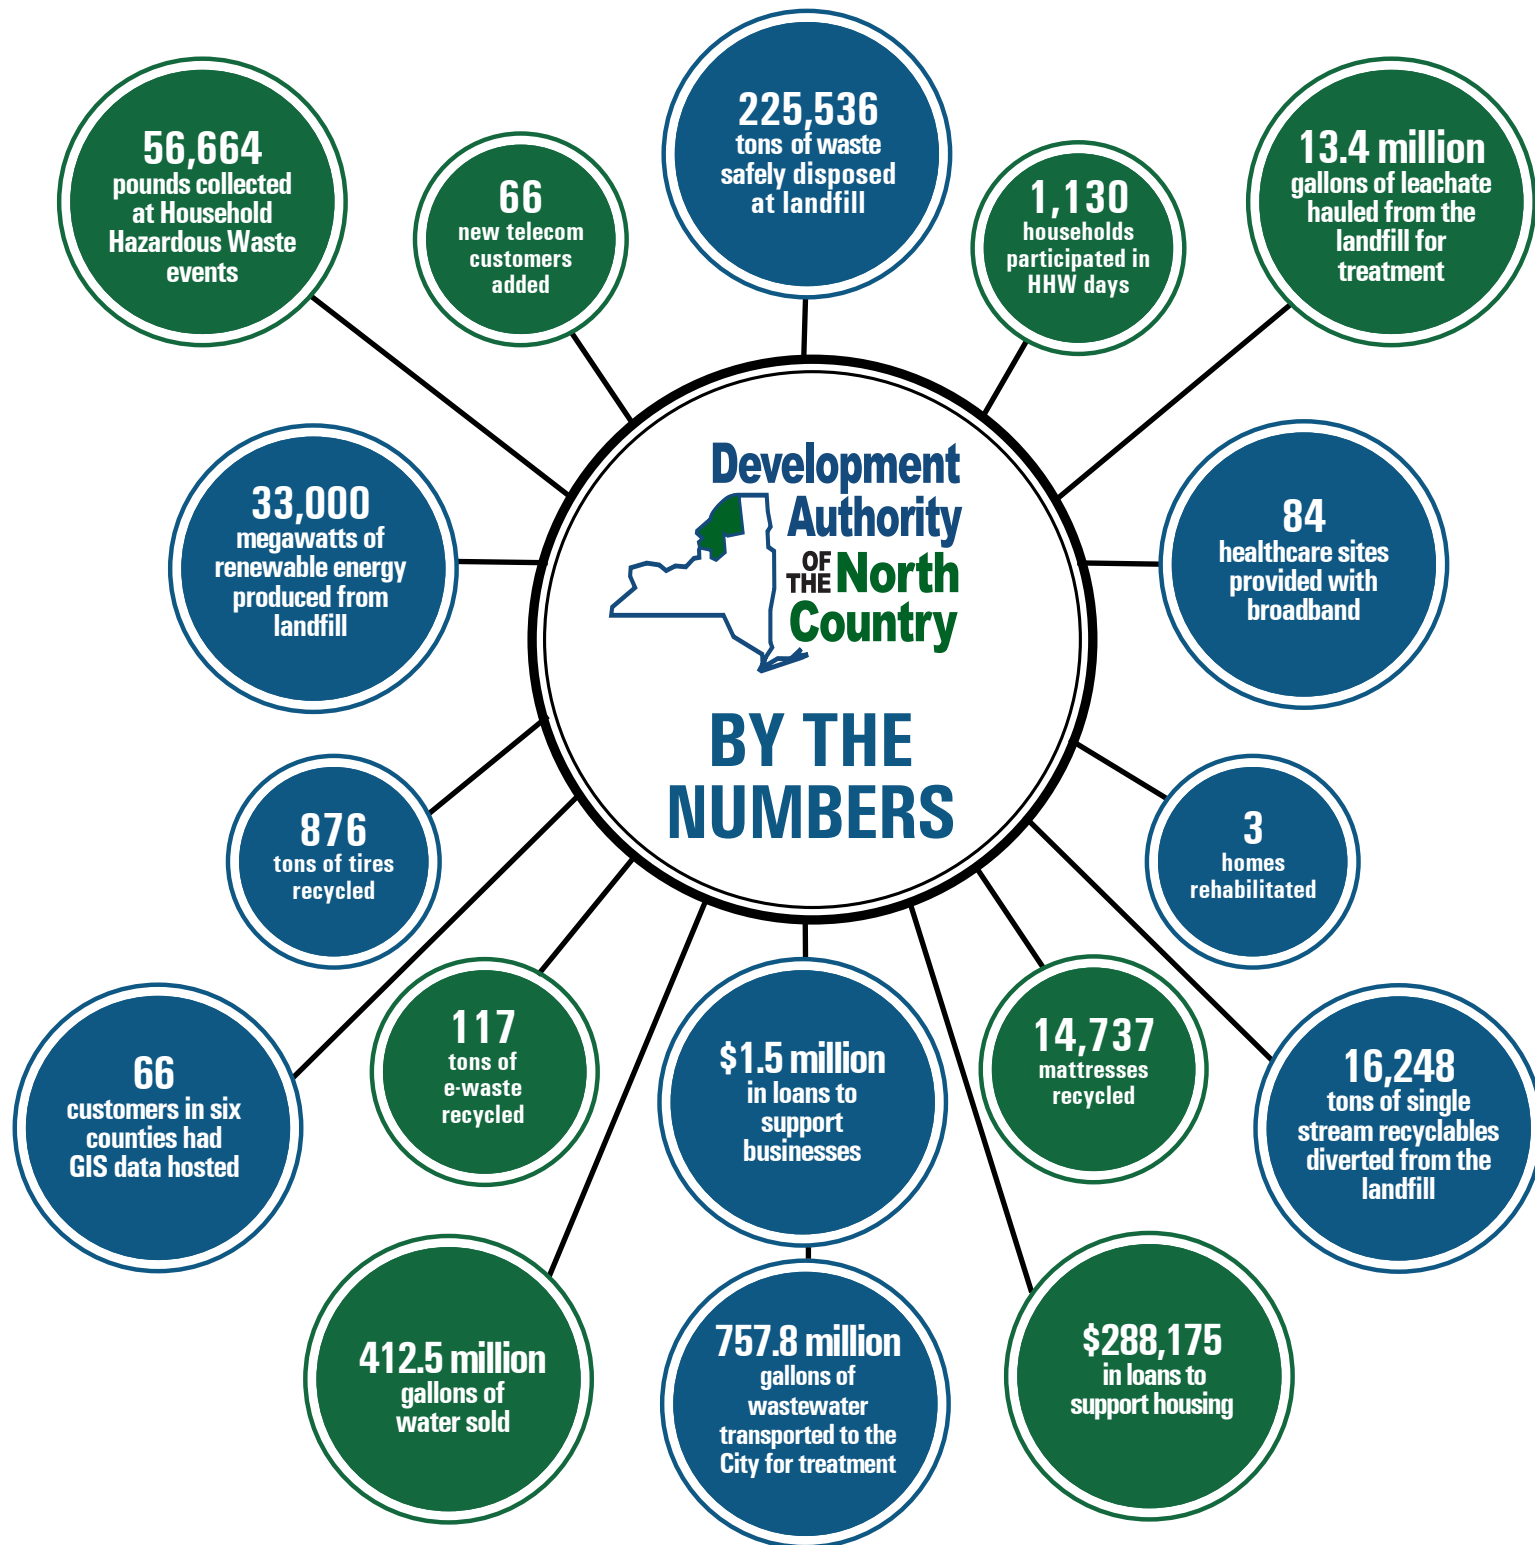 56,664
pounds collected
at Household
Hazardous Waste
events
66
new telecom
customers
added
225,536
tons of waste
safely disposed
at landfill
1,130
households
participated in
HHW days
13.4 million
gallons of leachate
hauled from the
landfill for
treatment
33,000
megawatts of
renewable energy
produced from
landfill
Development
Authority
OF THE North
Country
BY THE
NUMBERS
84
healthcare sites
provided with
broadband
876
tons of tires
recycled
3
homes
rehabilitated
66
customers in six
counties had
GIS data hosted
117
tons of
e-waste
recycled
$1.5 million
in loans to
support
businesses
14,737
mattresses
recycled
16,248
tons of single
stream recyclables
diverted from the
landfill
412.5 million
gallons of
water sold
757.8 million
gallons of
wastewater
transported to the
City for treatment
$288,175
in loans to
support housing